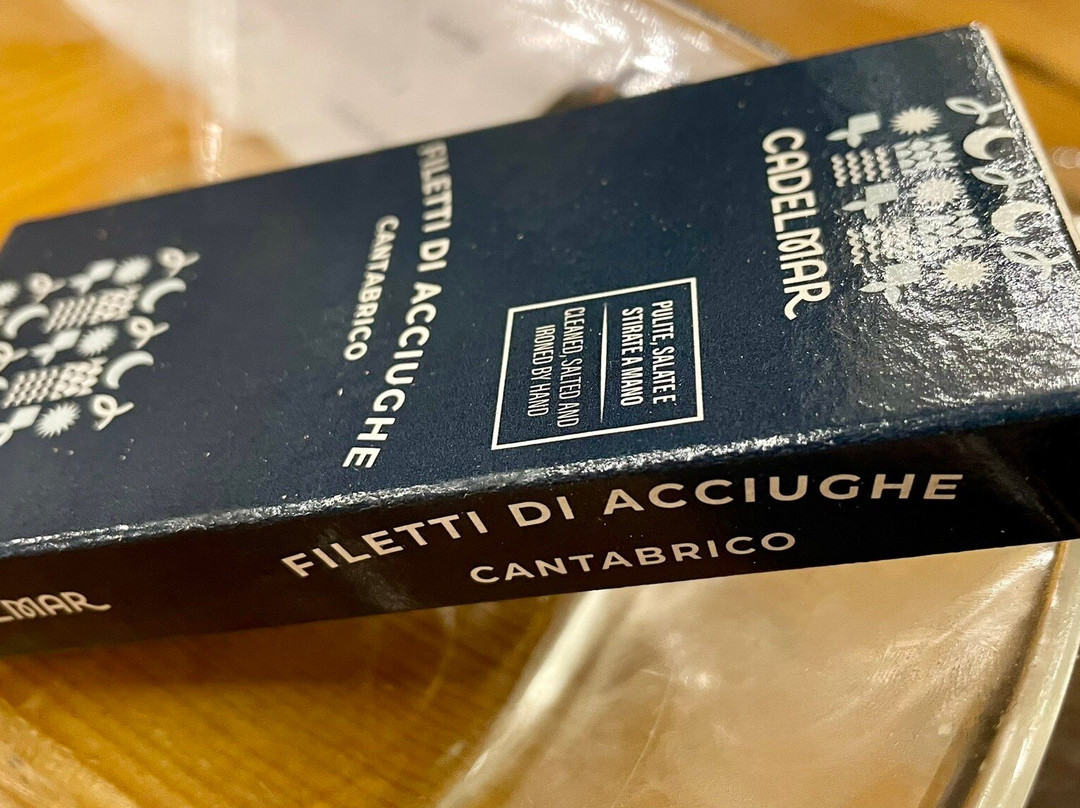 CADELMAR
PULITE, SALATE E
STIRATE A MANO
CLEANED, SALTED AND
IRONED BY HAND
FILETTI DI ACCIUGHE
CANTABRICO
FILETTI DI ACCIUGHE
CANTABRICO
LMAR